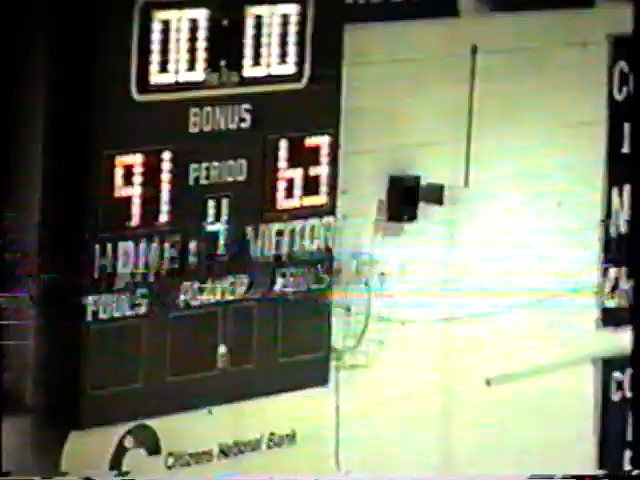 00:00
BONUS
91 PERIOD 63
4
HOME VISITOR
FOULS PLAYER FOULS
Citizens National Bank